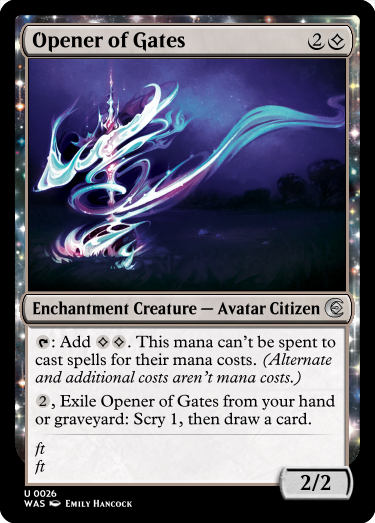 Opener of Gates 2
Enchantment Creature — Avatar Citizen
: Add . This mana can't be spent to
cast spells for their mana costs. (Alternate
and additional costs aren't mana costs.)
2, Exile Opener of Gates from your hand
or graveyard: Scry 1, then draw a card.
ft
ft
2/2
U 0026
WAS Emily Hancock